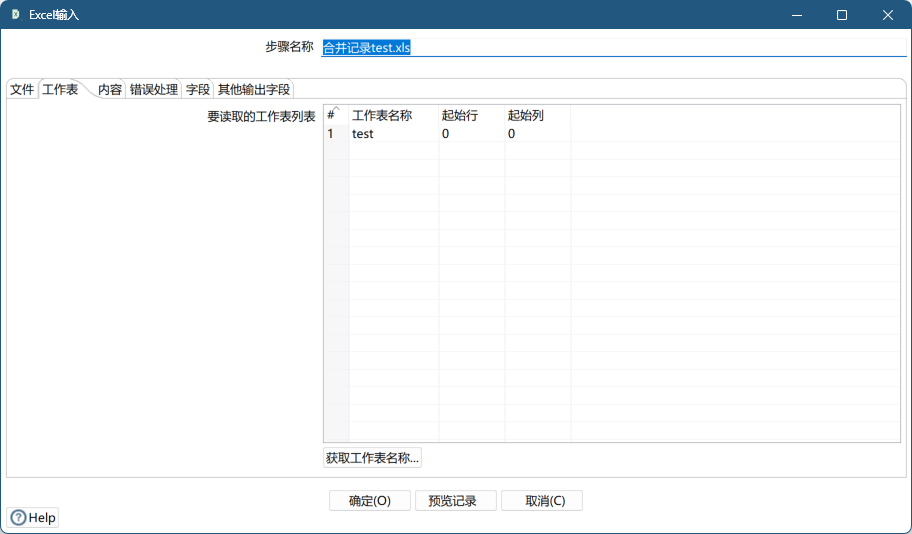 Excel输入
步骤名称 合并记录test.xls
文件 工作表 内容 错误处理 字段 其他输出字段
要读取的工作表列表 # 工作表名称 起始行 起始列
1 test 0 0
获取工作表名称...
确定(O) 预览记录 取消(C)
Help